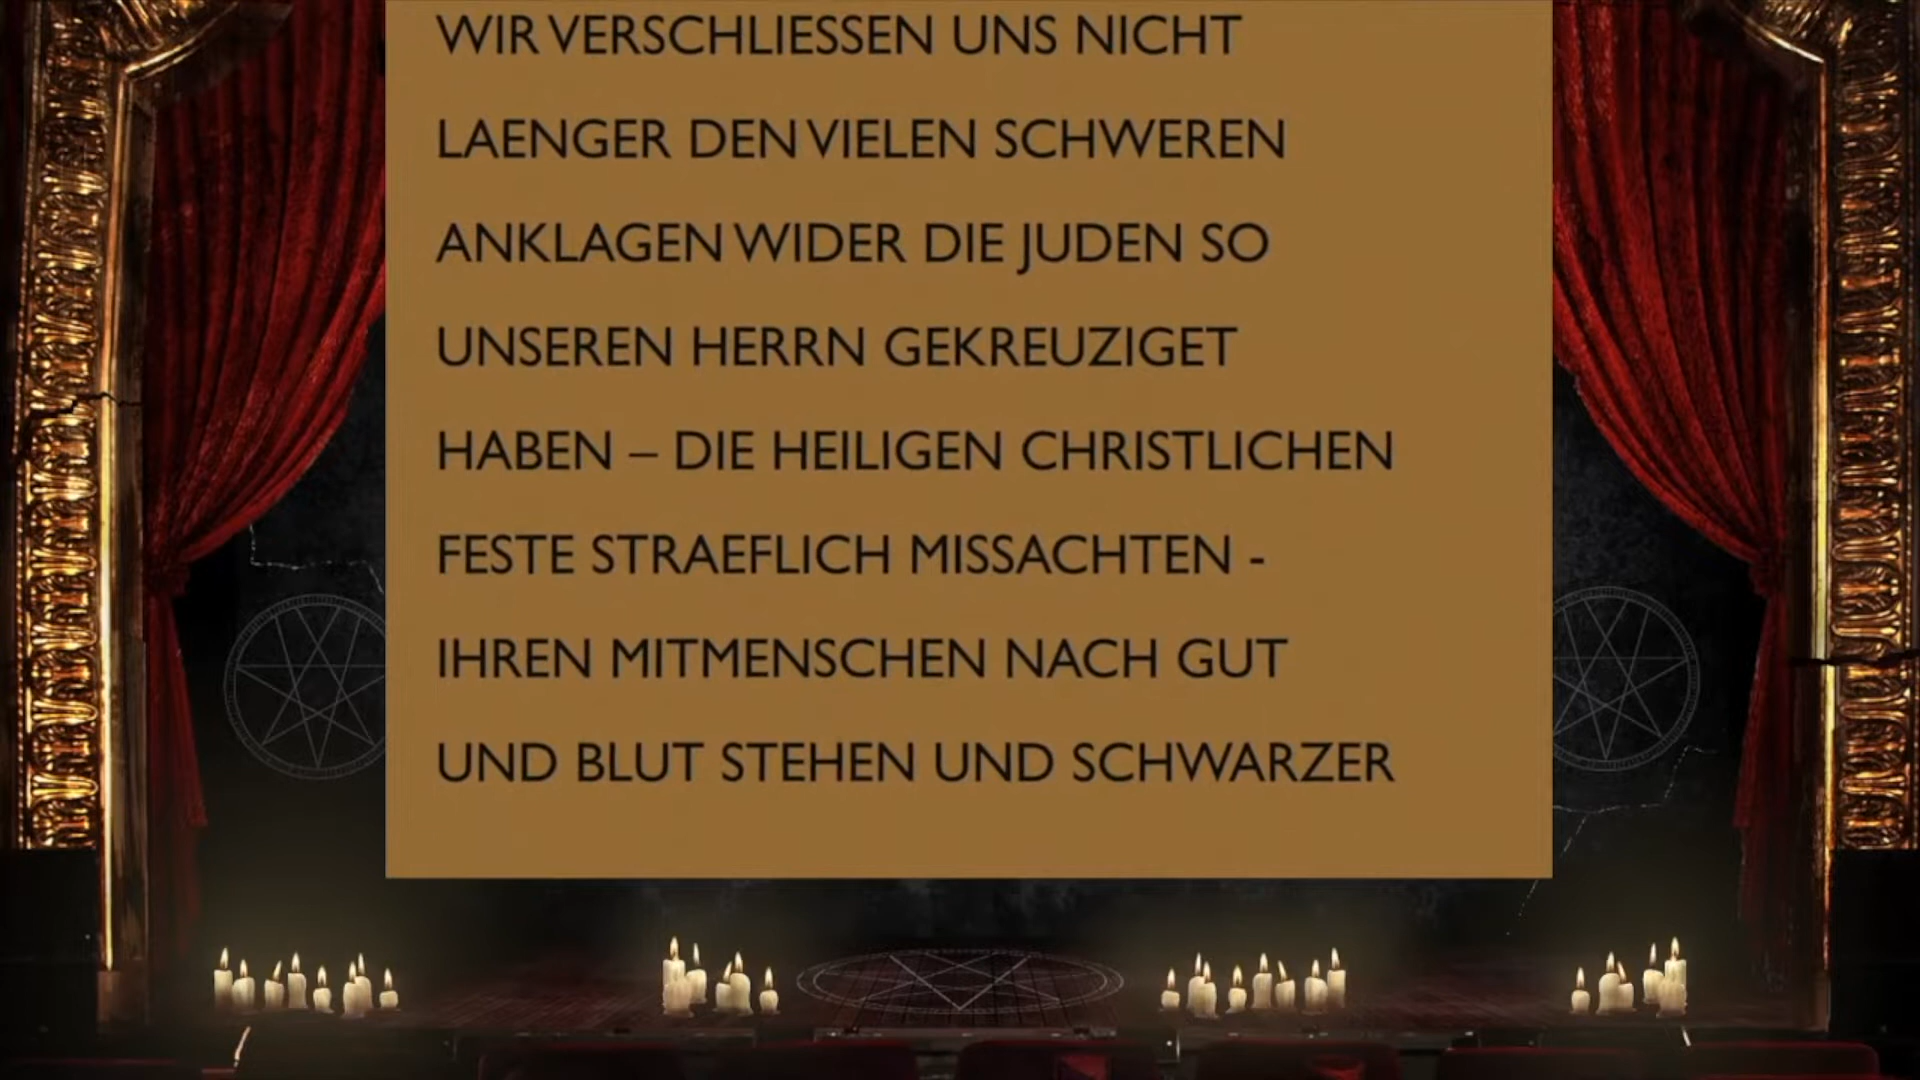 WIR VERSCHLIESSEN UNS NICHT
LAENGER DEN VIELEN SCHWEREN
ANKLAGEN WIDER DIE JUDEN SO
UNSEREN HERRN GEKREUZIGET
HABEN – DIE HEILIGEN CHRISTLICHEN
FESTE STRAEFLICH MISSACHTEN -
IHREN MITMENSCHEN NACH GUT
UND BLUT STEHEN UND SCHWARZER